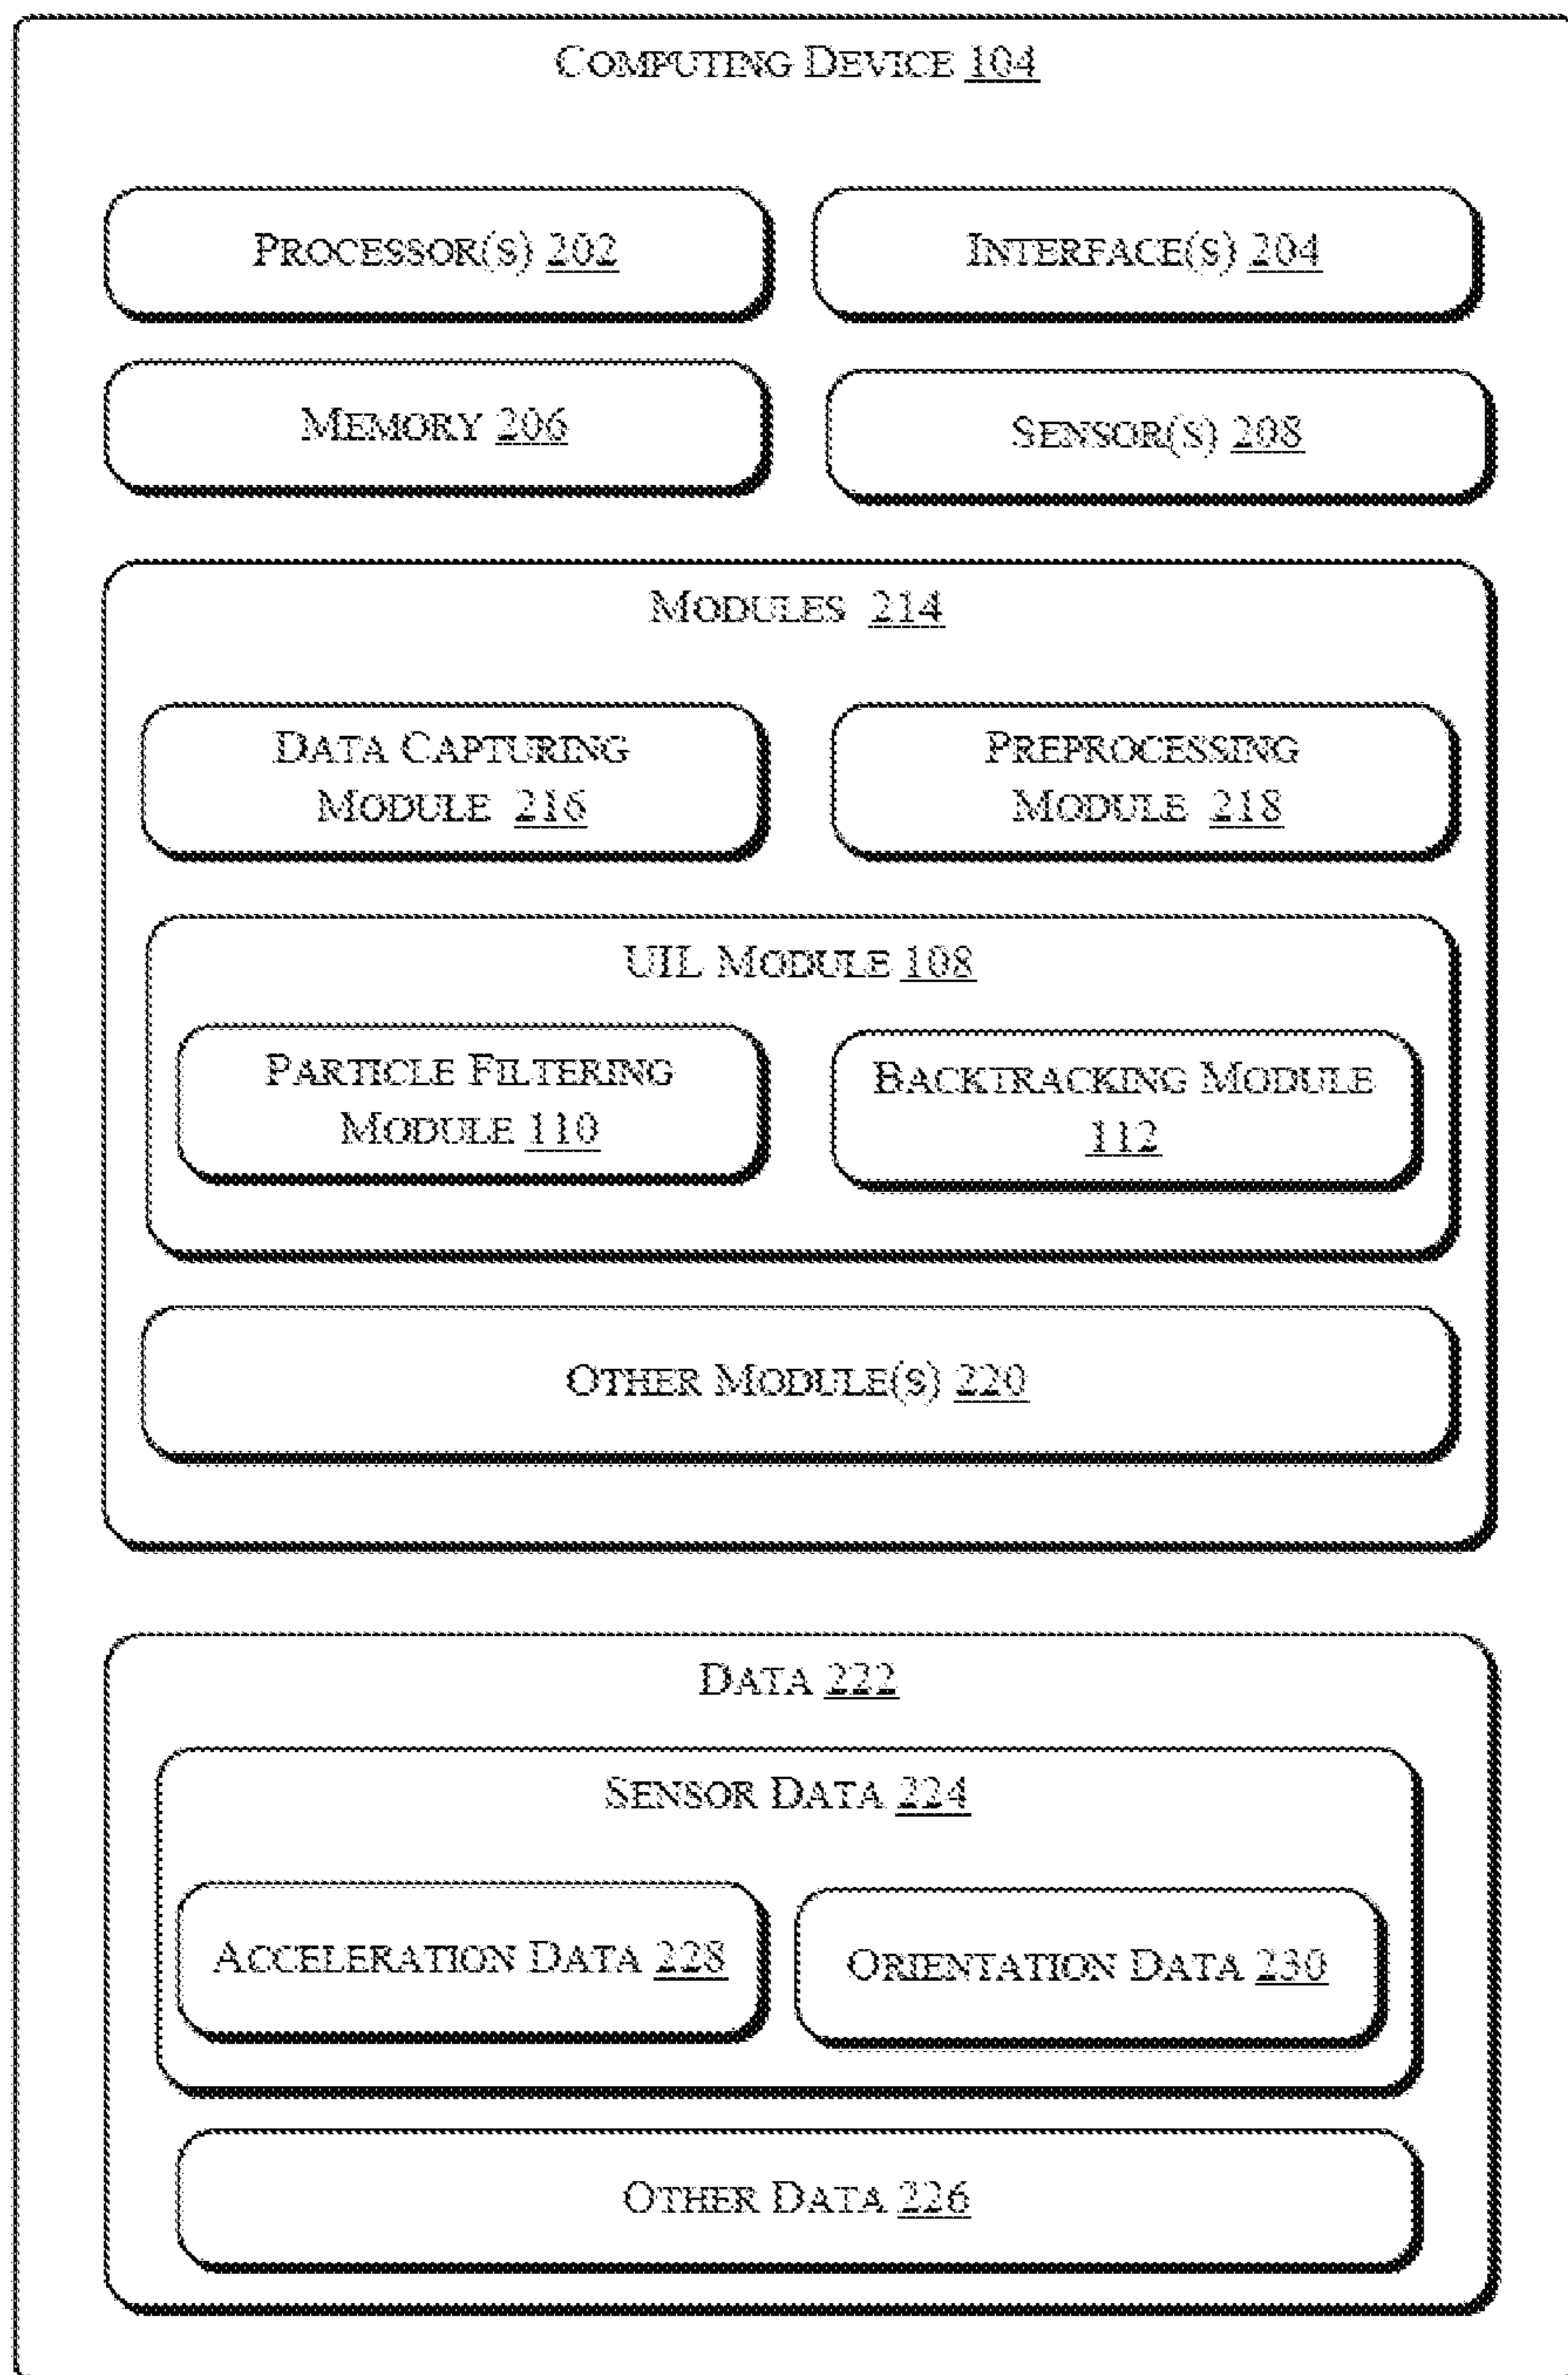 COMPUTING DEVICE 104
PROCESSOR(S) 202
INTERFACE(S) 204
MEMORY 206
SENSOR(S) 208
MODULES 214
DATA CAPTURING
MODULE 216
PREPROCESSING
MODULE 218
UIL MODULE 108
PARTICLE FILTERING
MODULE 110
BACKTRACKING MODULE
112
OTHER MODULE(S) 220
DATA 222
SENSOR DATA 224
ACCELERATION DATA 228
ORIENTATION DATA 230
OTHER DATA 226